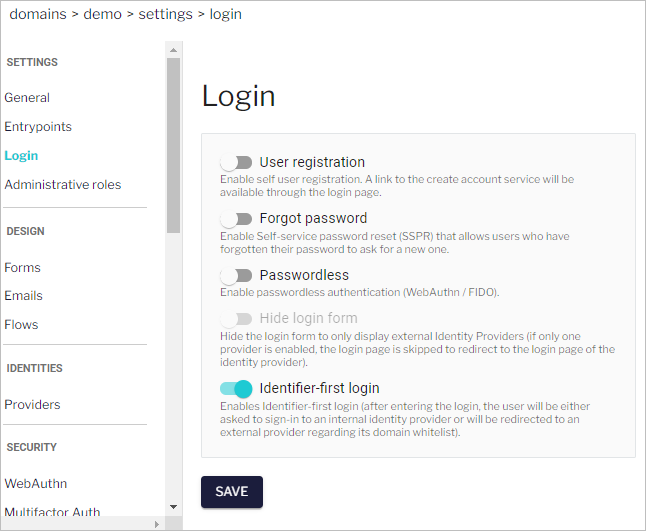 domains > demo > settings > login
SETTINGS
General
Entrypoints
Login
Administrative roles
DESIGN
Forms
Emails
Flows
IDENTITIES
Providers
SECURITY
WebAuthn
Multifactor Auth
Login
User registration
Enable self user registration. A link to the create account service will be
available through the login page.
Forgot password
Enable Self-service password reset (SSPR) that allows users who have
forgotten their password to ask for a new one.
Passwordless
Enable passwordless authentication (WebAuthn / FIDO).
Hide login form
Hide the login form to only display external Identity Providers (if only one
provider is enabled, the login page is skipped to redirect to the login page of the
identity provider).
Identifier-first login
Enables Identifier-first login (after entering the login, the user will be either
asked to sign-in to an internal identity provider or will be redirected to an
external provider regarding its domain whitelist).
SAVE